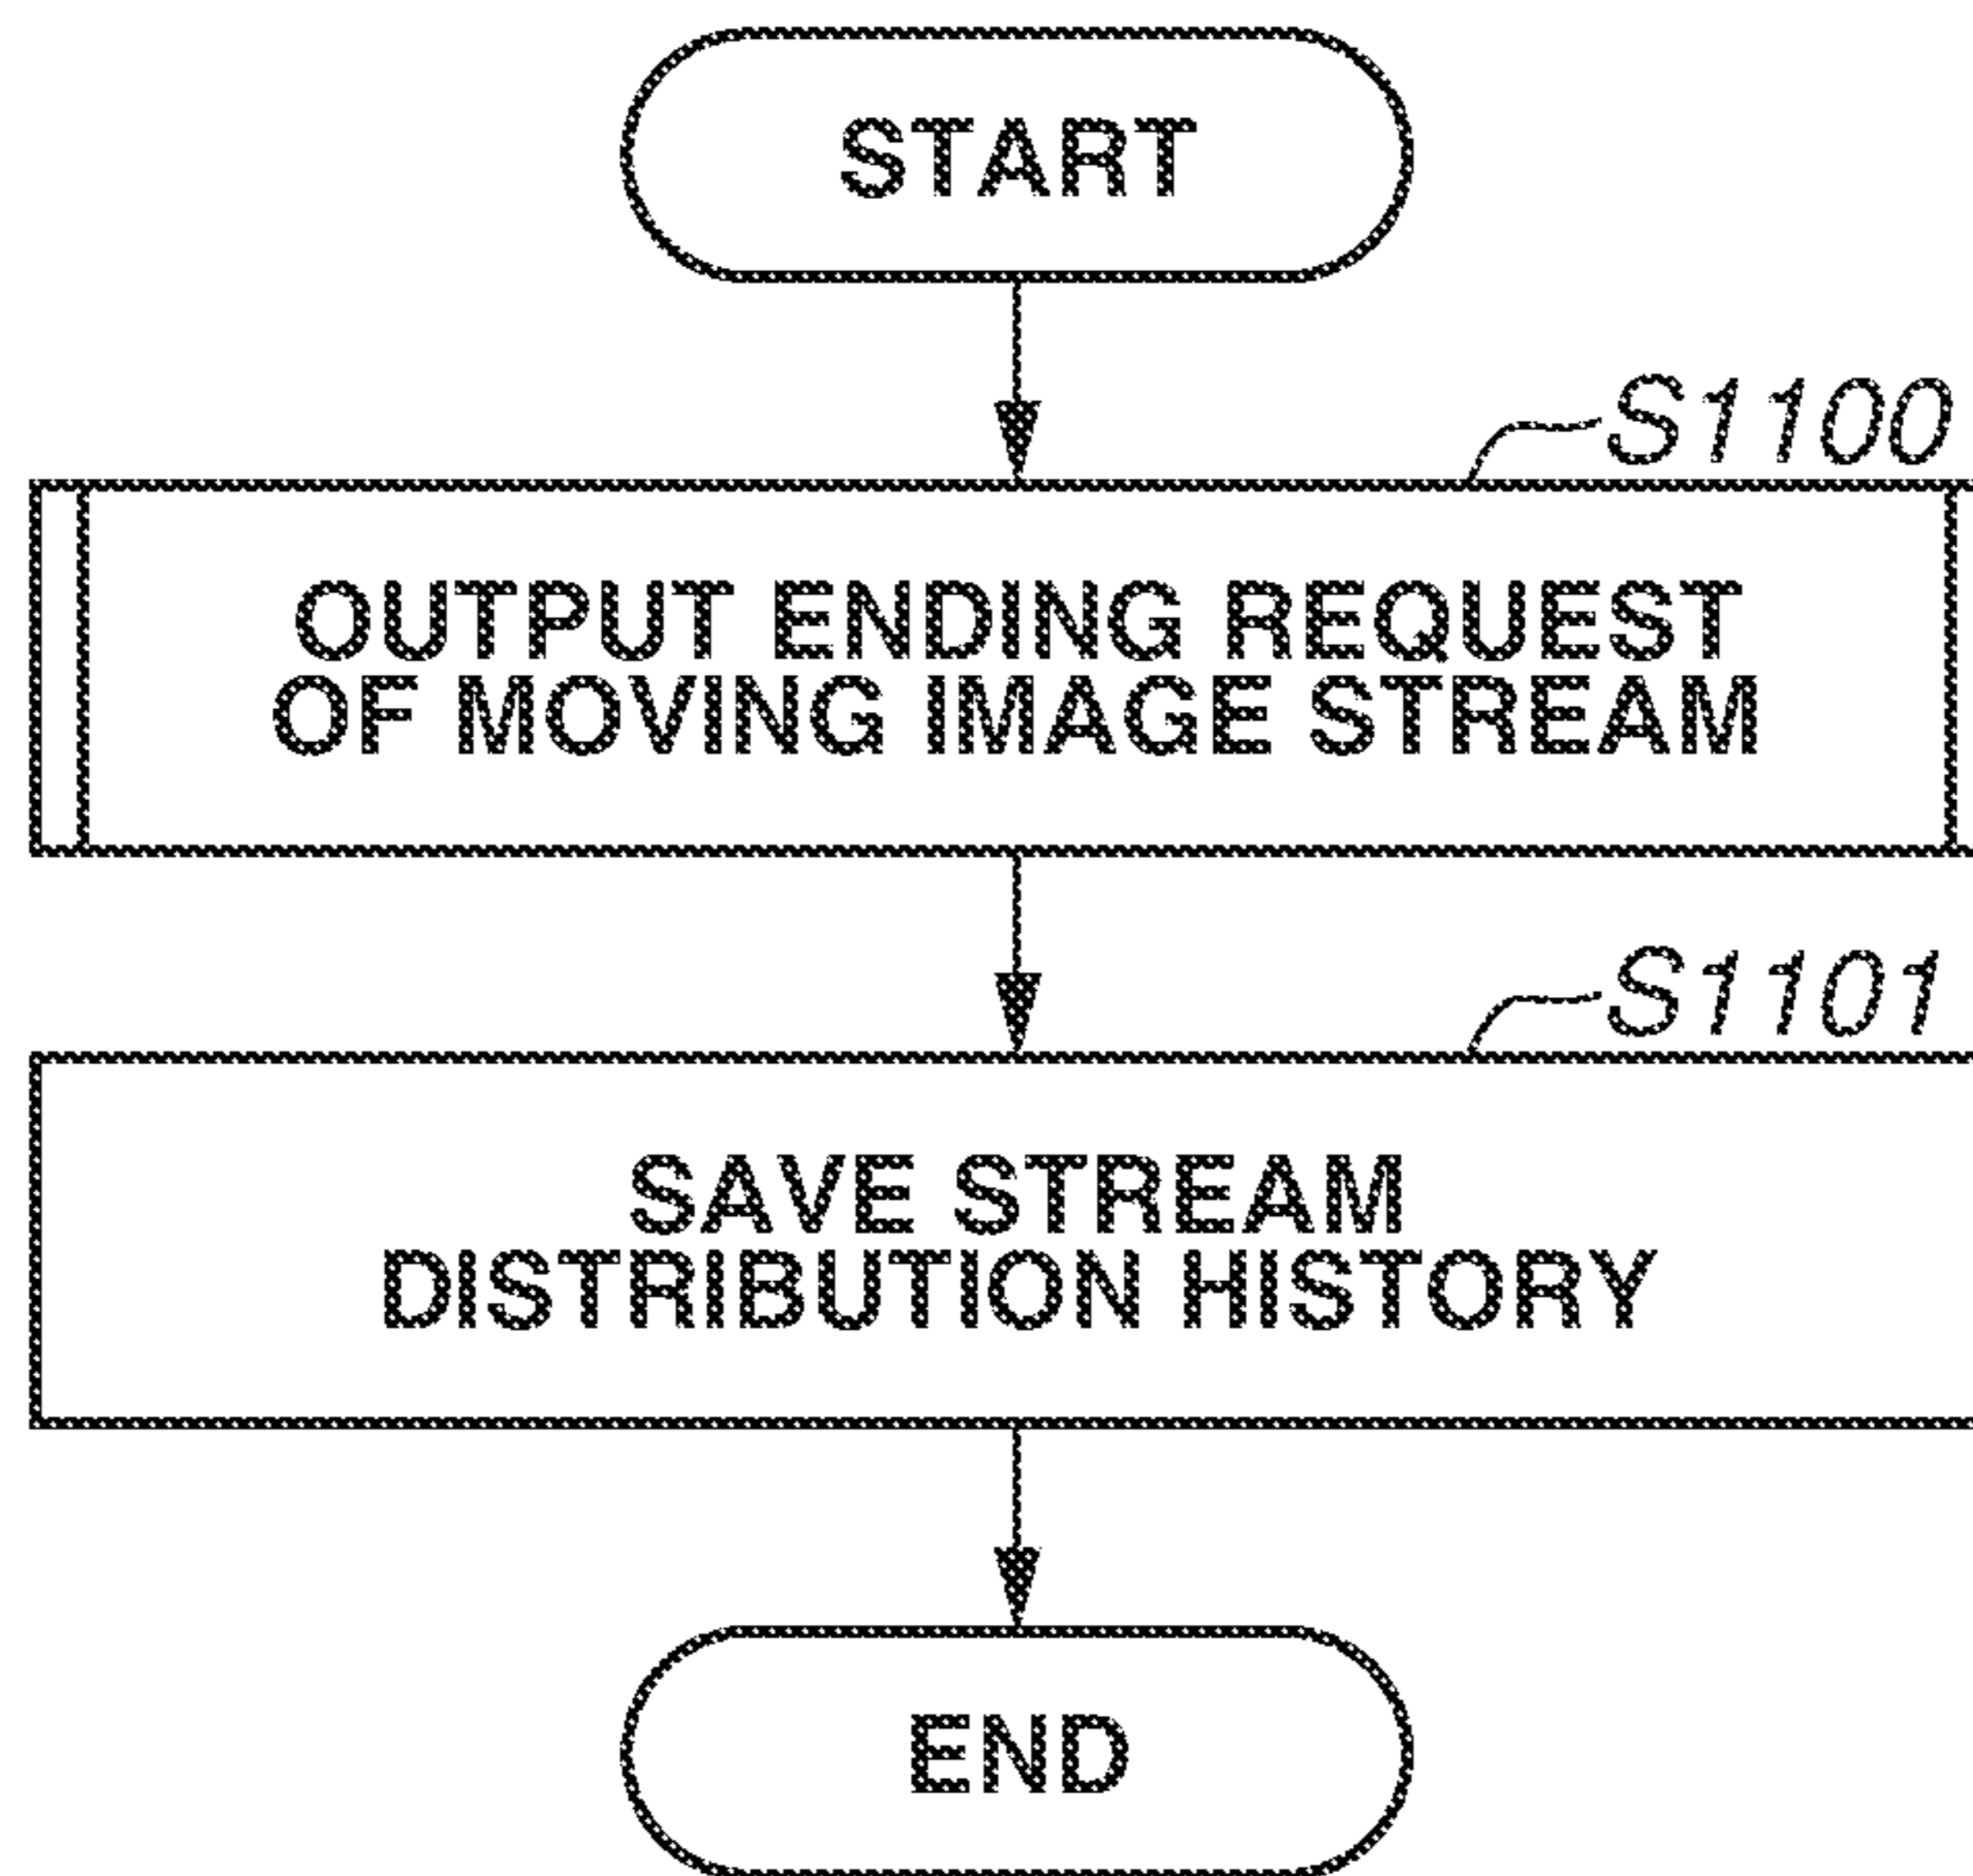 START
S1100
OUTPUT ENDING REQUEST
OF MOVING IMAGE STREAM
S1101
SAVE STREAM
DISTRIBUTION HISTORY
END